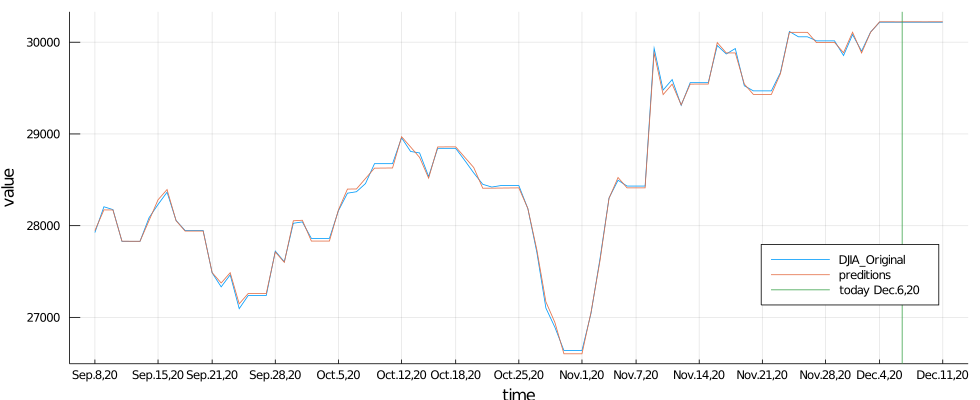 30000
29000
28000
27000
value
DJIA_Original
preditions
today Dec.6,20
Sep.8,20 Sep.15,20 Sep.21,20 Sep.28,20 Oct.5,20 Oct.12,20 Oct.18,20 Oct.25,20 Nov.1,20 Nov.7,20 Nov.14,20 Nov.21,20 Nov.28,20 Dec.4,20 Dec.11,20
time